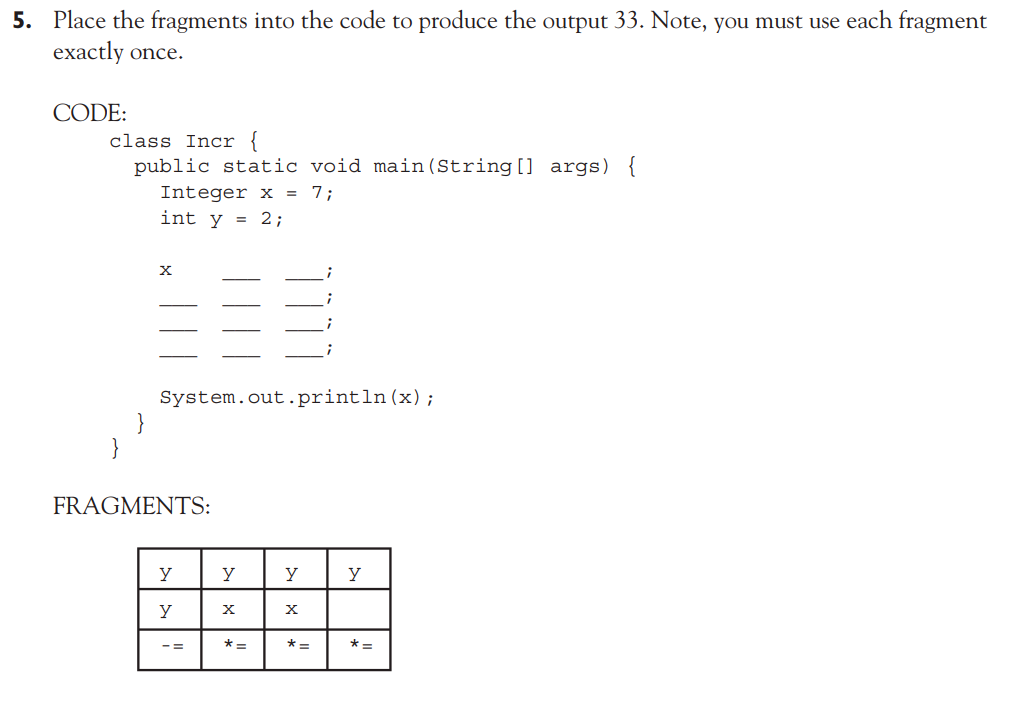 5. Place the fragments into the code to produce the output 33. Note, you must use each fragment
exactly once.
CODE:
class Incr {
public static void main(String[] args) {
Integer x = 7;
int y = 2;
x ___ ___;
___ ___ ___;
___ ___ ___;
___ ___ ___;
System.out.println(x);
}
}
FRAGMENTS:
y y y y
y x x
-= *= *= *=